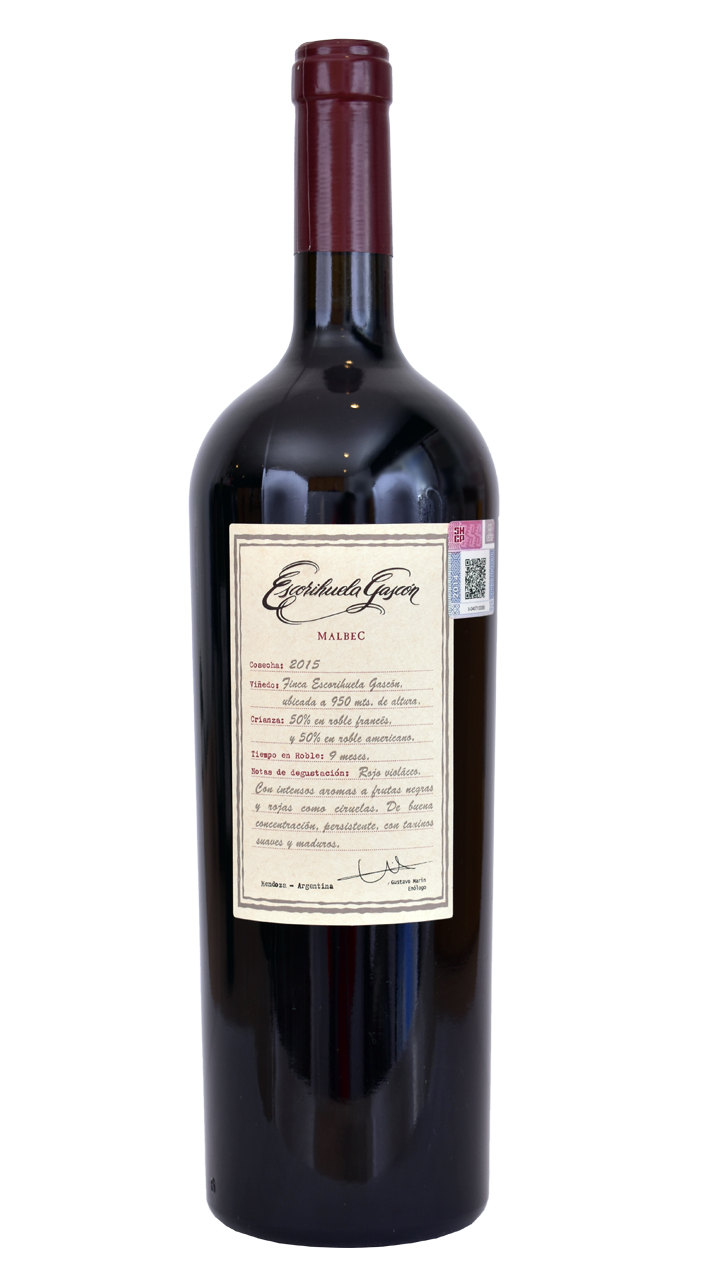 Escorihuela Gascón
MALBEC
Cosecha: 2015
Viñedo: Finca Escorihuela Gascón,
ubicada a 950 mts. de altura.
Crianza: 50% en roble francés,
y 50% en roble americano.
Tiempo en Roble: 9 meses.
Notas de degustación: Rojo violáceo.
Con intensos aromas a frutas negras
y rojas como ciruelas. De buena
concentración, persistente, con taninos
suaves y maduros.
Mendoza - Argentina
Gustavo Marín
Enólogo
SH
CP